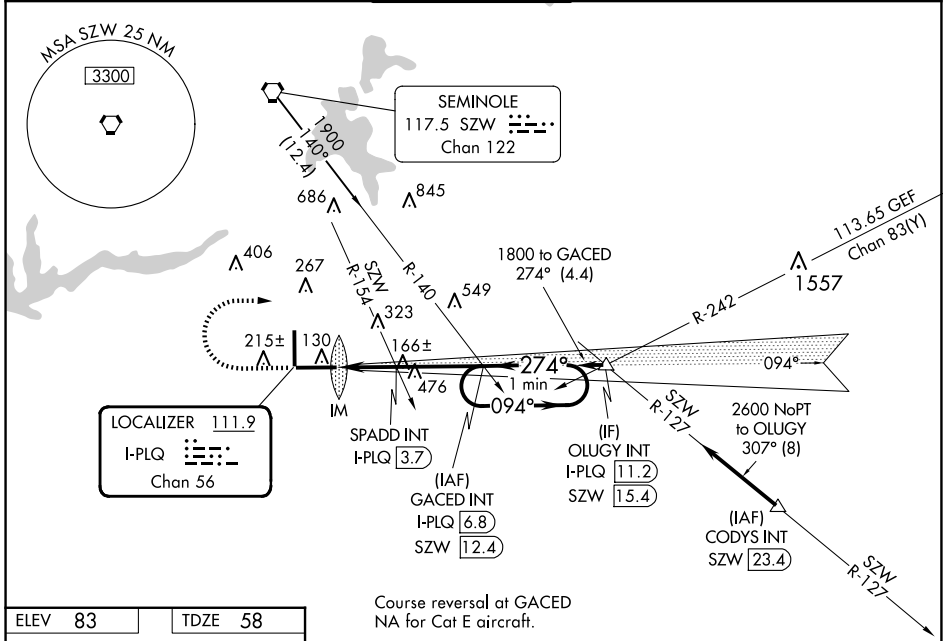 MSA SZW 25 NM
3300
SEMINOLE
117.5 SZW
Chan 122
1900
140°
(12.4)
686
845
113.65 GEF
Chan 83(Y)
406
267
SZW
R-154
R-140
1800 to GACED
274° (4.4)
1557
549
323
R-242
215±
130
166±
476
274°
1 min
094°
094°
IM
LOCALIZER 111.9
I-PLQ
Chan 56
SPADD INT
I-PLQ 3.7
(IAF)
GACED INT
I-PLQ 6.8
SZW 12.4
(IF)
OLUGY INT
I-PLQ 11.2
SZW 15.4
SZW
R-127
2600 NoPT
to OLUGY
307° (8)
(IAF)
CODYS INT
SZW 23.4
SZW
R-127
ELEV 83
TDZE 58
Course reversal at GACED
NA for Cat E aircraft.